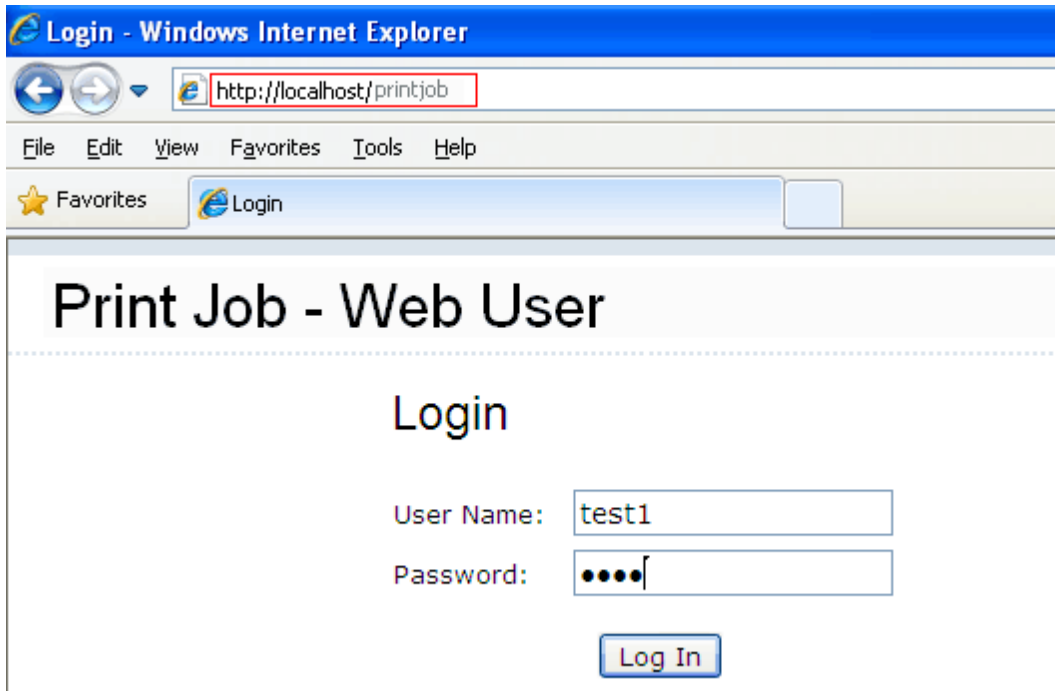 Login - Windows Internet Explorer
http://localhost/printjob
File Edit View Favorites Tools Help
Favorites Login
Print Job - Web User
Login
User Name: test1
Password: ••••
Log In